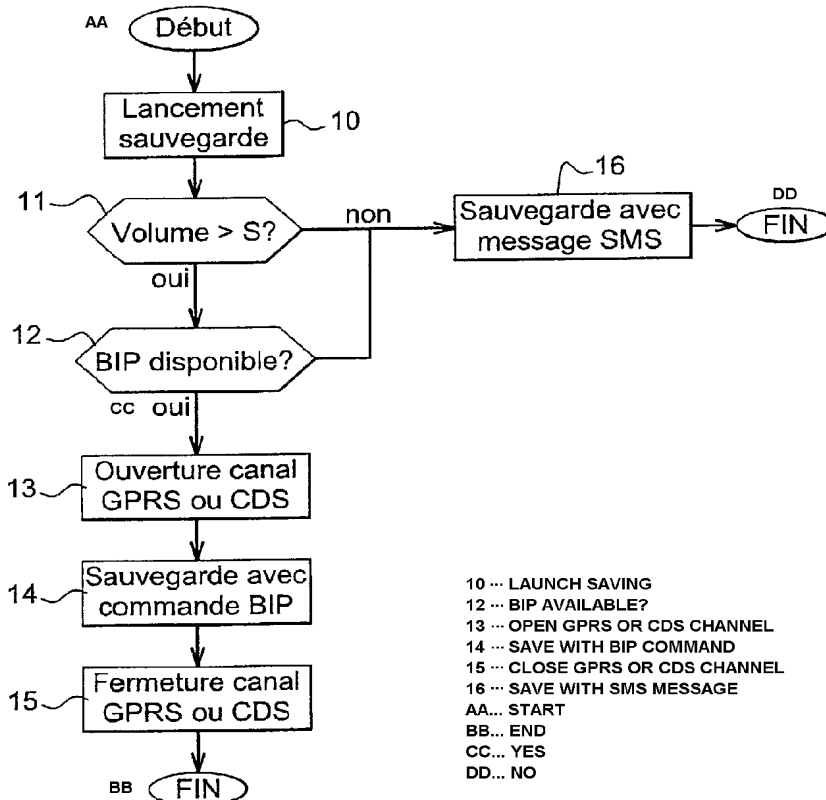 AA Début
Lancement
sauvegarde
10
11
Volume > S?
non
oui
16
Sauvegarde avec
message SMS
DD
FIN
12
BIP disponible?
CC oui
13
Ouverture canal
GPRS ou CDS
14
Sauvegarde avec
commande BIP
15
Fermeture canal
GPRS ou CDS
BB FIN
10 ... LAUNCH SAVING
12 ... BIP AVAILABLE?
13 ... OPEN GPRS OR CDS CHANNEL
14 ... SAVE WITH BIP COMMAND
15 ... CLOSE GPRS OR CDS CHANNEL
16 ... SAVE WITH SMS MESSAGE
AA... START
BB... END
CC... YES
DD... NO